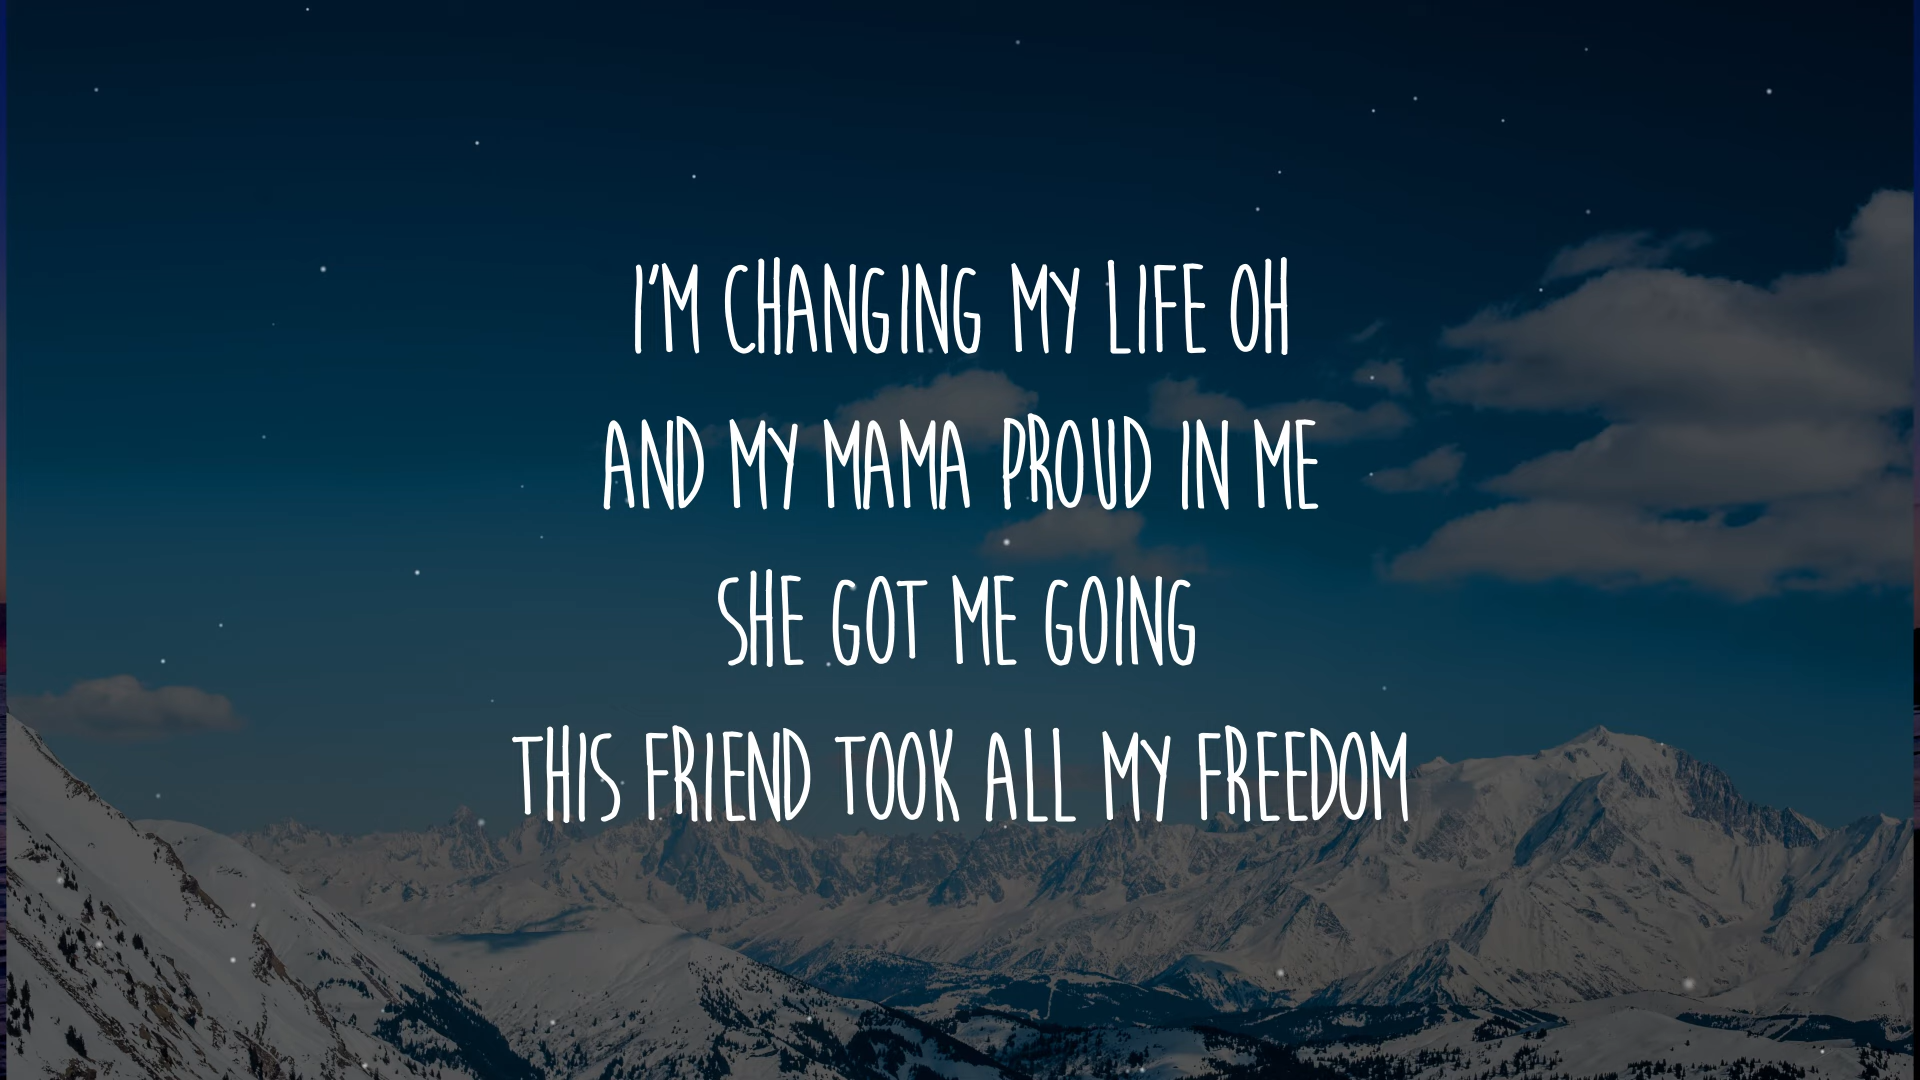 I'M CHANGING MY LIFE OH
AND MY MAMA PROUD IN ME
SHE GOT ME GOING
THIS FRIEND TOOK ALL MY FREEDOM